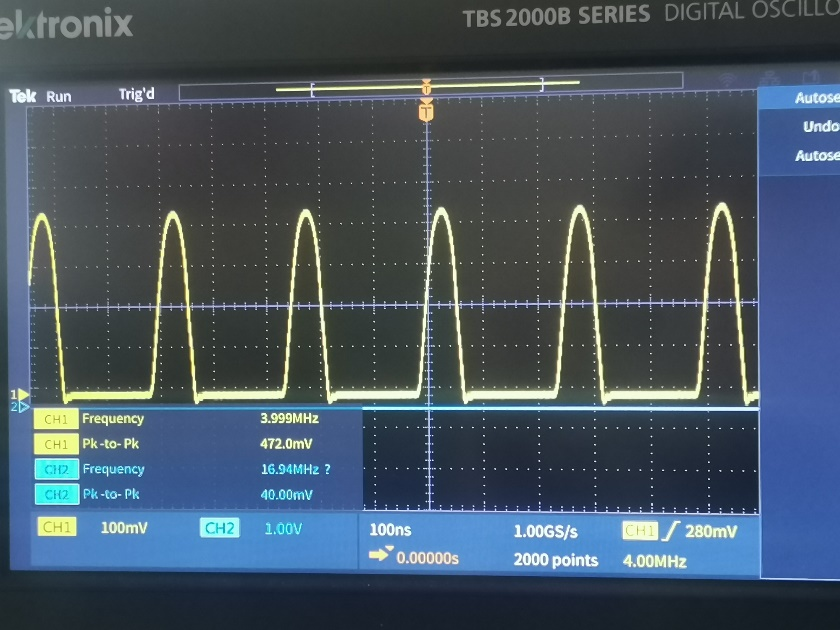 ektronix
TBS 2000B SERIES DIGITAL OSCILLO
Tek Run Trig'd
T
T
Autose
Undo
Autose
1
2
CH1 Frequency 3.999MHz
CH1 Pk-to-Pk 472.0mV
CH2 Frequency 16.94MHz ?
CH2 Pk-to-Pk 40.00mV
CH1 100mV CH2 1.00V 100ns 1.00GS/s CH1 280mV
0.00000s 2000 points 4.00MHz